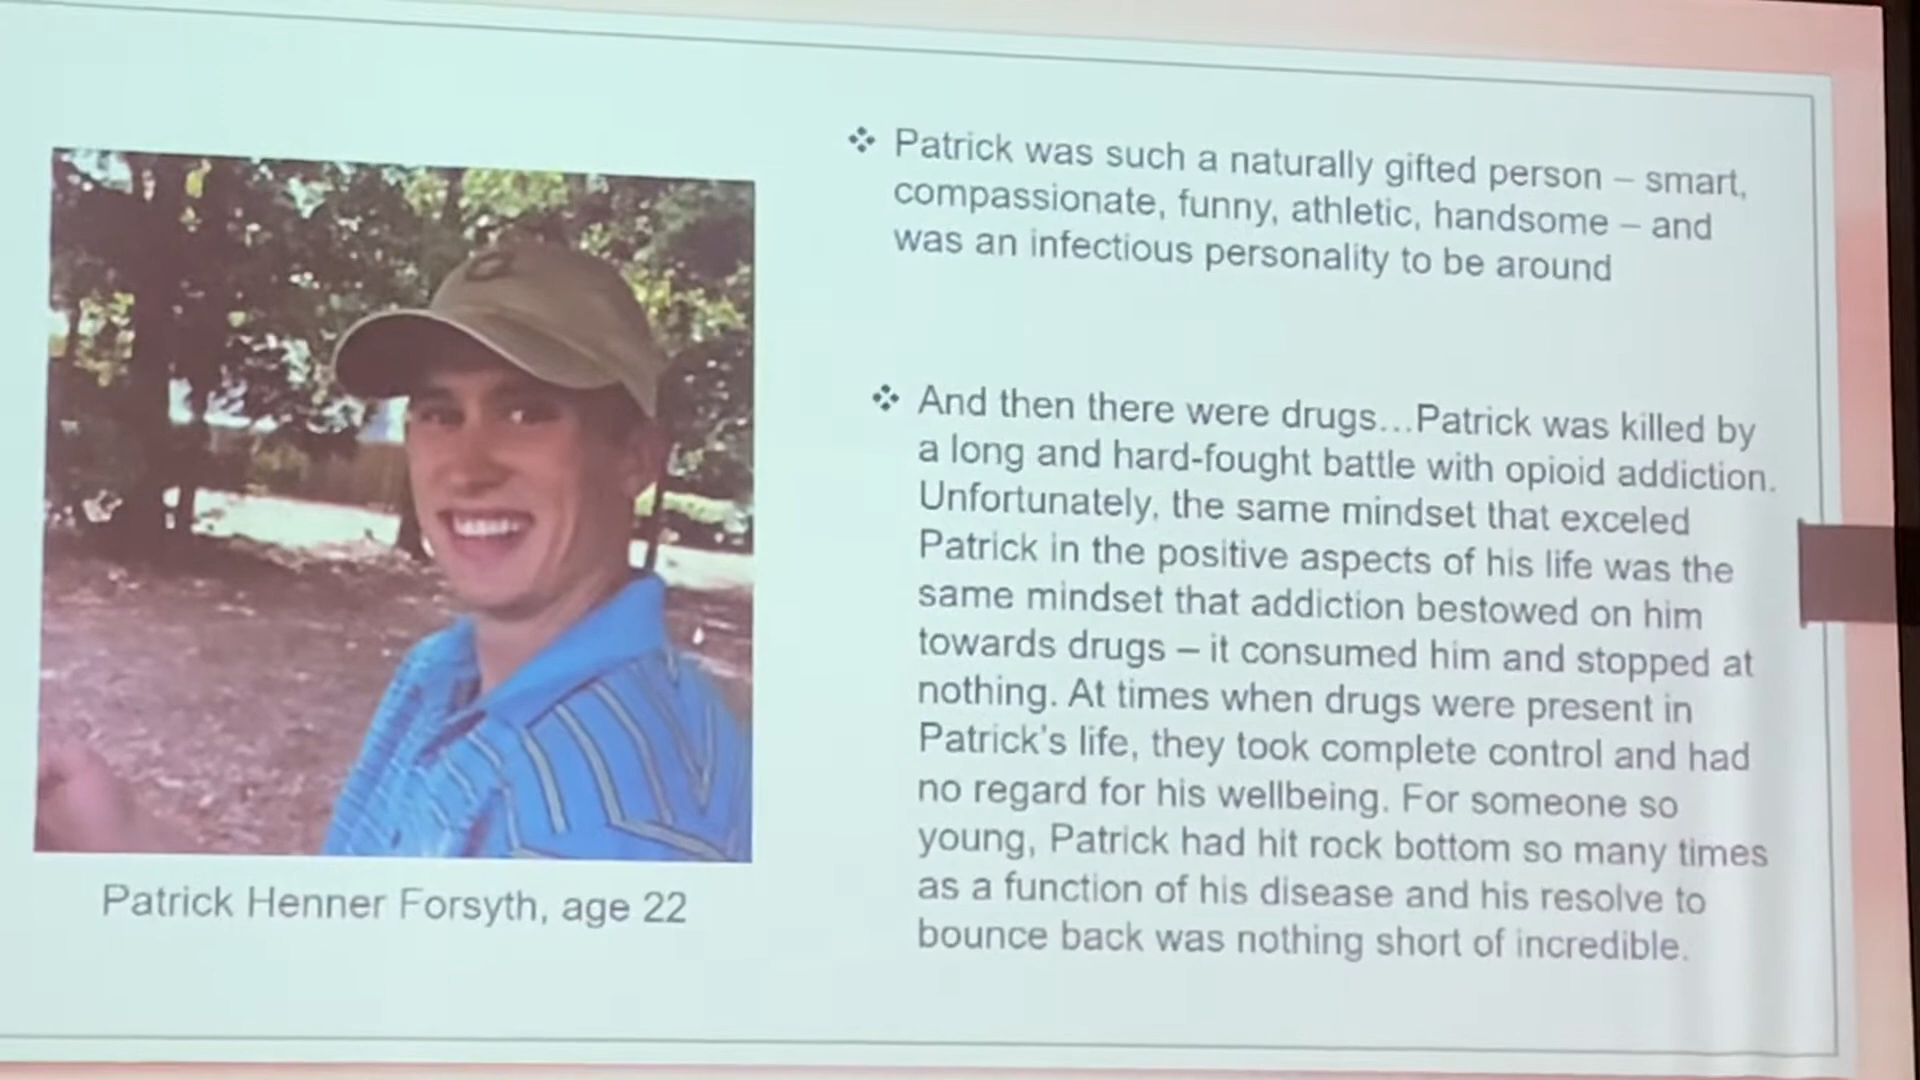 Patrick was such a naturally gifted person – smart,
compassionate, funny, athletic, handsome – and
was an infectious personality to be around
And then there were drugs...Patrick was killed by
a long and hard-fought battle with opioid addiction.
Unfortunately, the same mindset that exceled
Patrick in the positive aspects of his life was the
same mindset that addiction bestowed on him
towards drugs – it consumed him and stopped at
nothing. At times when drugs were present in
Patrick's life, they took complete control and had
no regard for his wellbeing. For someone so
young, Patrick had hit rock bottom so many times
as a function of his disease and his resolve to
bounce back was nothing short of incredible.
Patrick Henner Forsyth, age 22